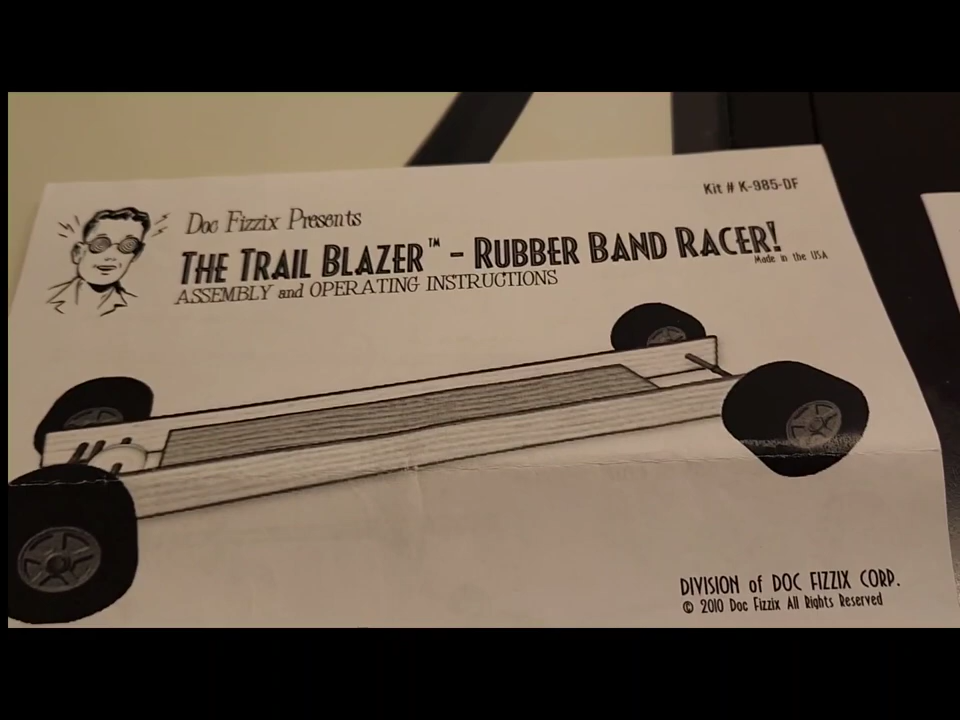 Kit # K-985-DF
Doc Fizzix Presents
THE TRAIL BLAZER™ - RUBBER BAND RACER!
Made in the USA
ASSEMBLY and OPERATING INSTRUCTIONS
DIVISION of DOC FIZZIX CORP.
© 2010 Doc Fizzix All Rights Reserved